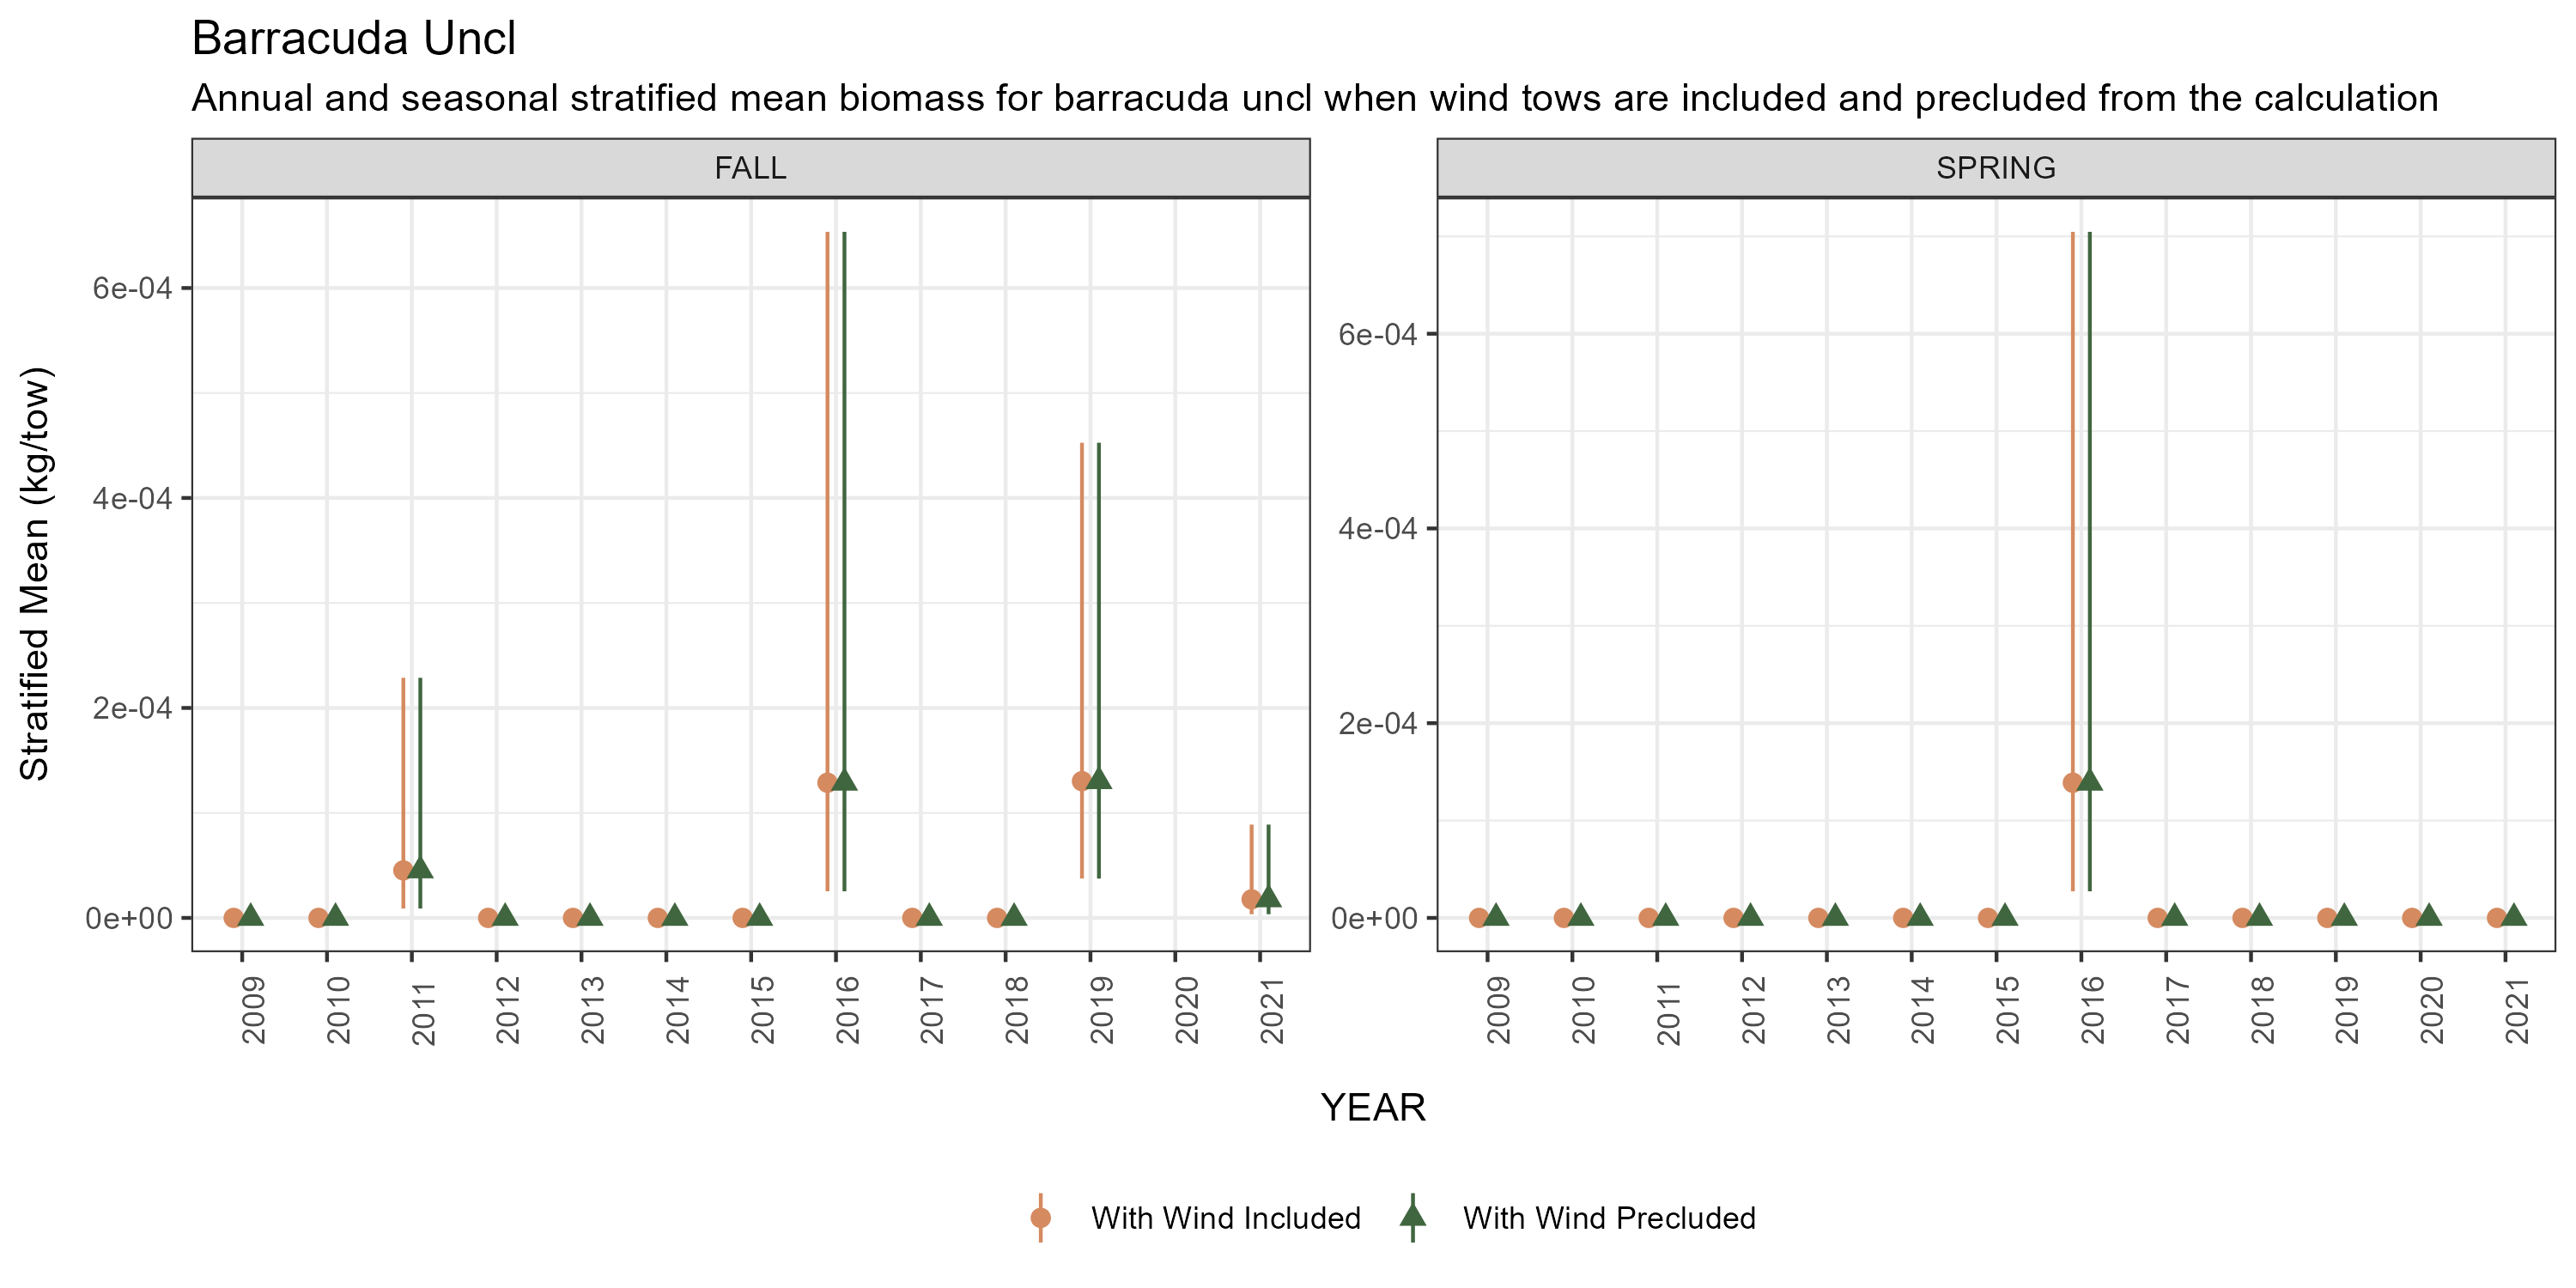 Barracuda Uncl
Annual and seasonal stratified mean biomass for barracuda uncl when wind tows are included and precluded from the calculation
FALL
SPRING
Stratified Mean (kg/tow)
6e-04
4e-04
2e-04
0e+00
6e-04
4e-04
2e-04
0e+00
2009 2010 2011 2012 2013 2014 2015 2016 2017 2018 2019 2020 2021
2009 2010 2011 2012 2013 2014 2015 2016 2017 2018 2019 2020 2021
YEAR
With Wind Included With Wind Precluded